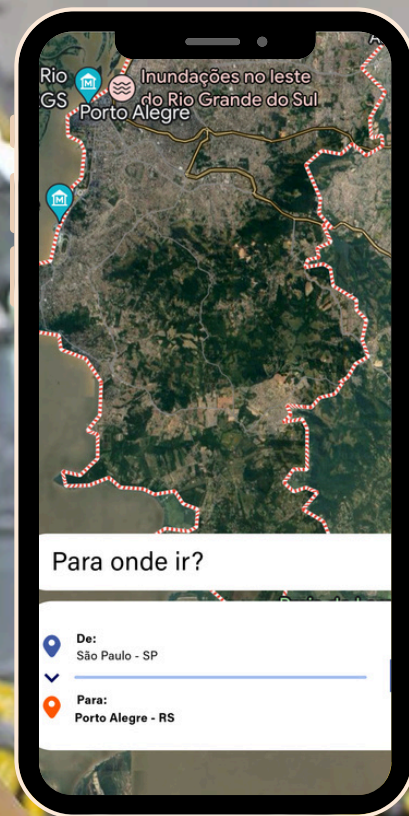 Rio
GS
Inundações no leste
do Rio Grande do Sul
Porto Alegre
Para onde ir?
De:
São Paulo - SP
Para:
Porto Alegre - RS